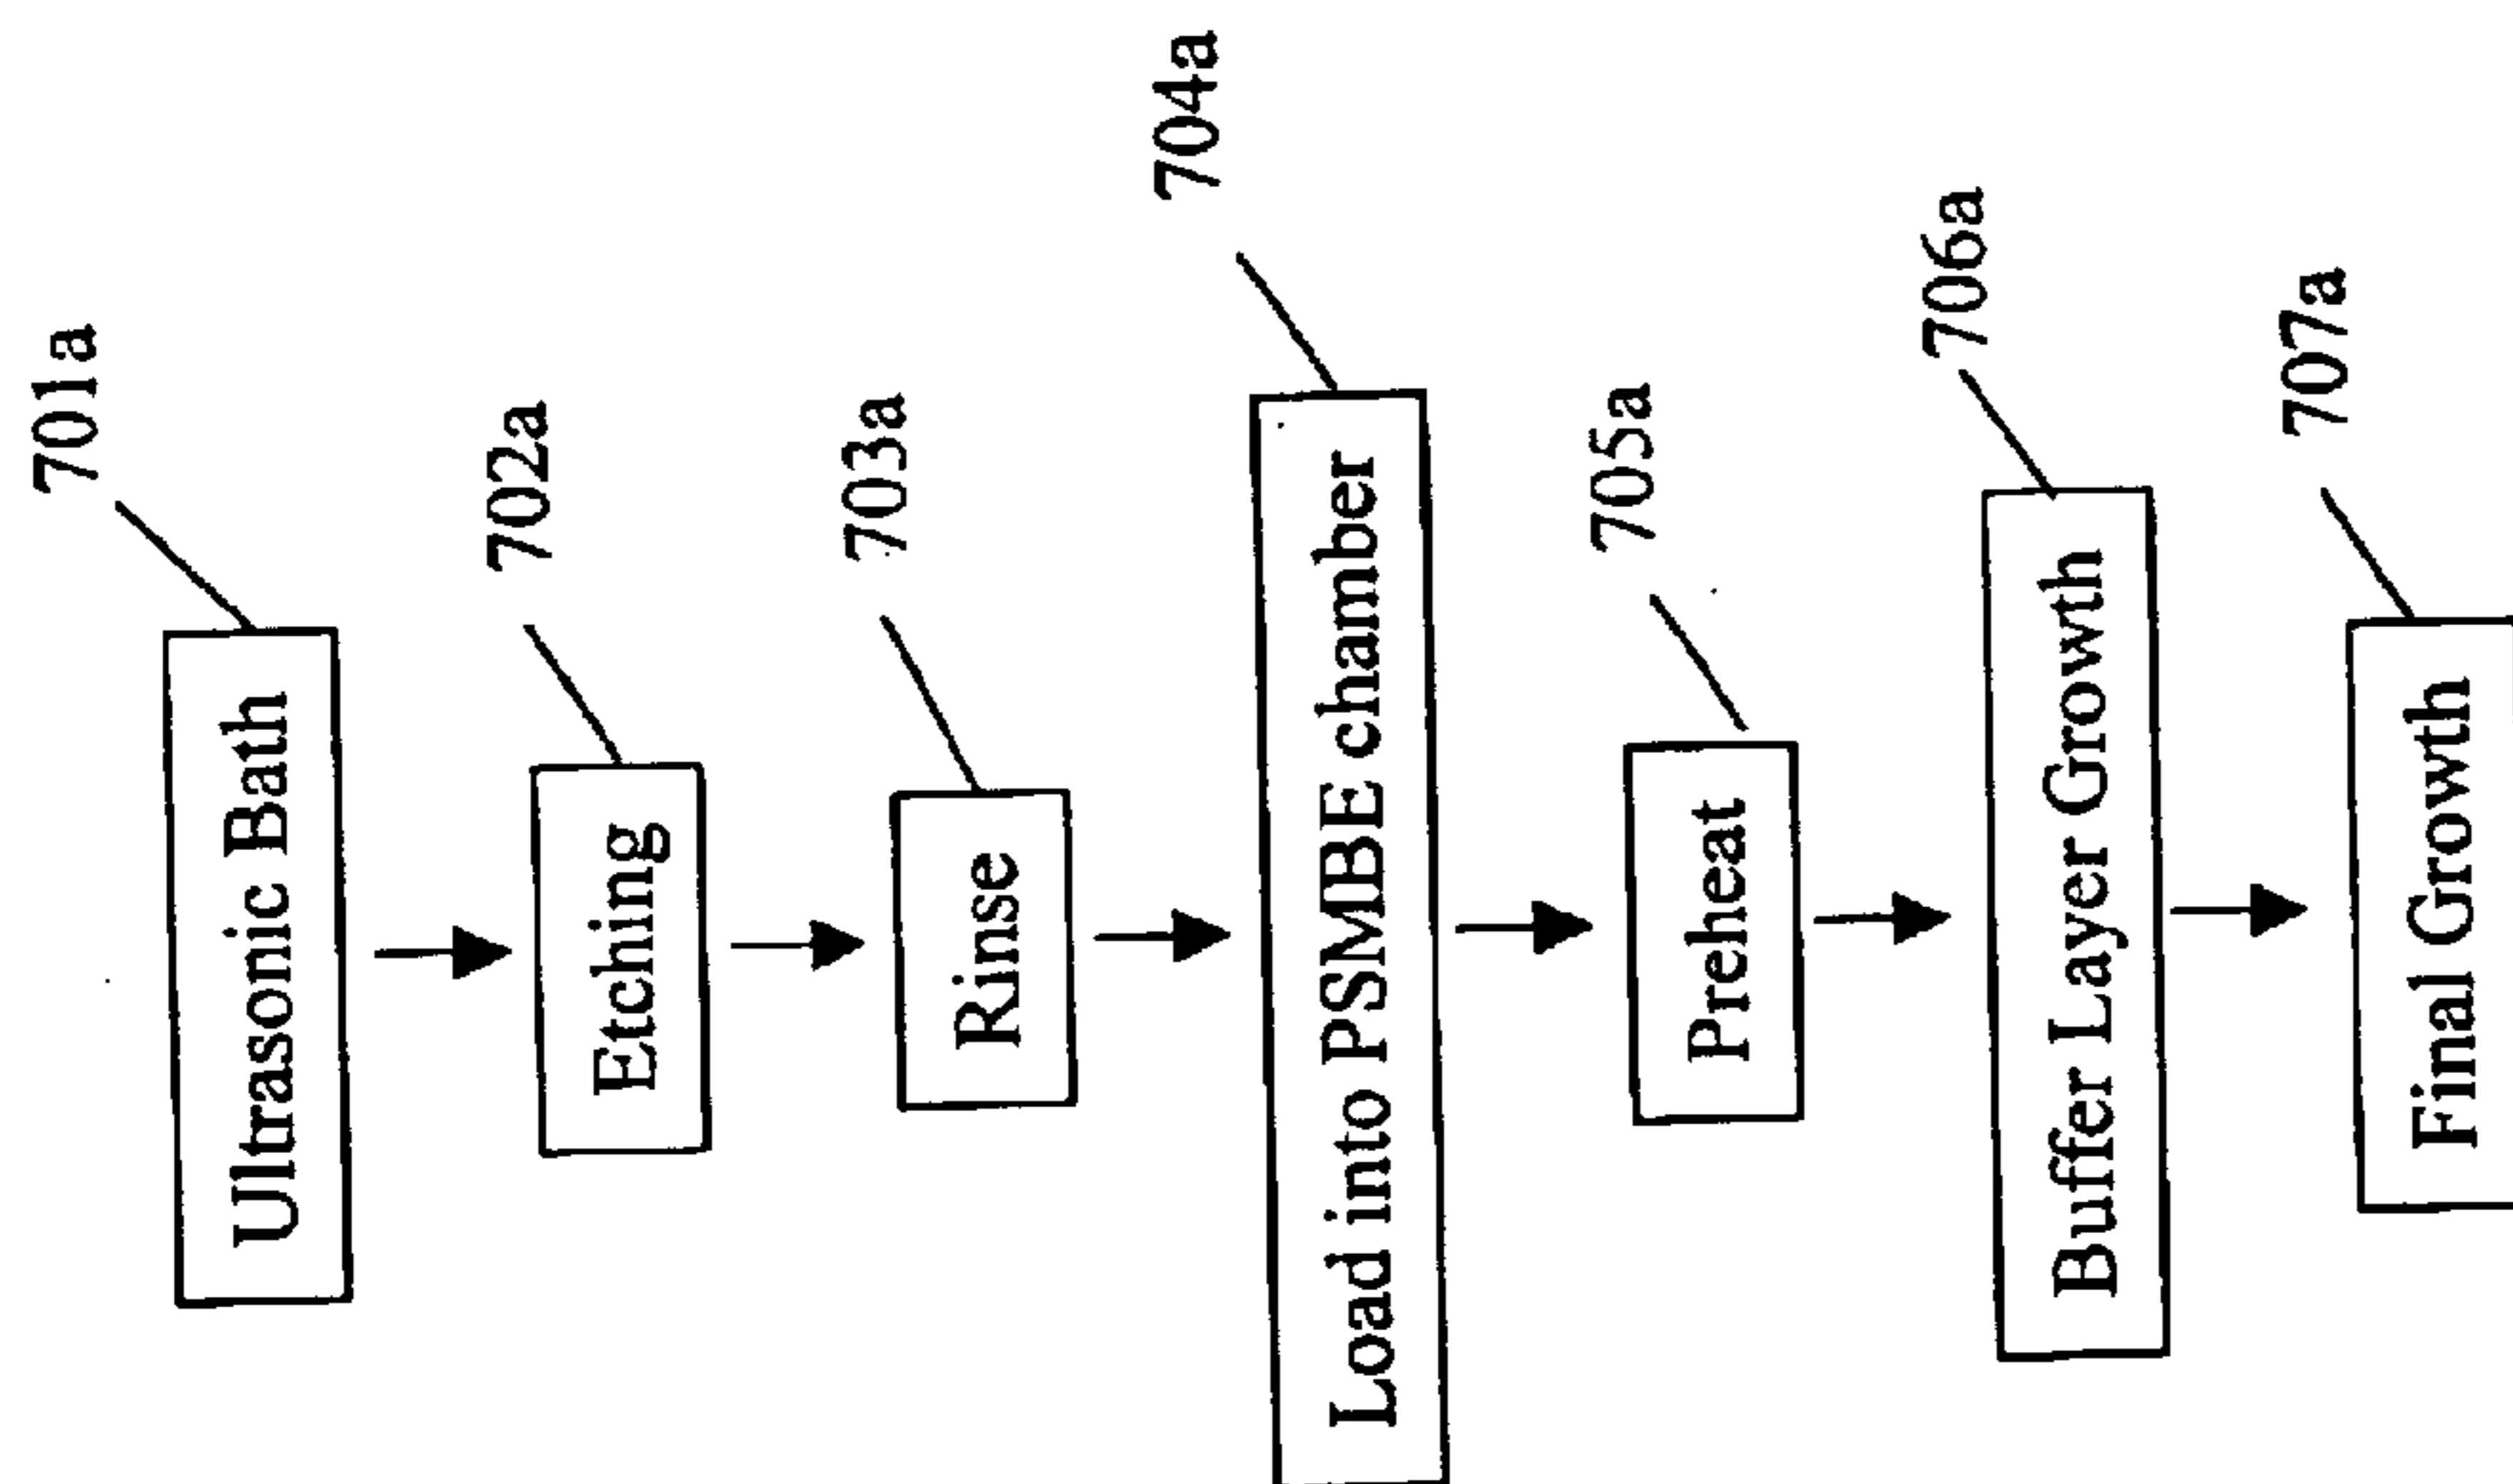 701a
Ultrasonic Bath
702a
Etching
703a
Rinse
704a
Load into PSMBE chamber
705a
Preheat
706a
Buffer Layer Growth
707a
Final Growth